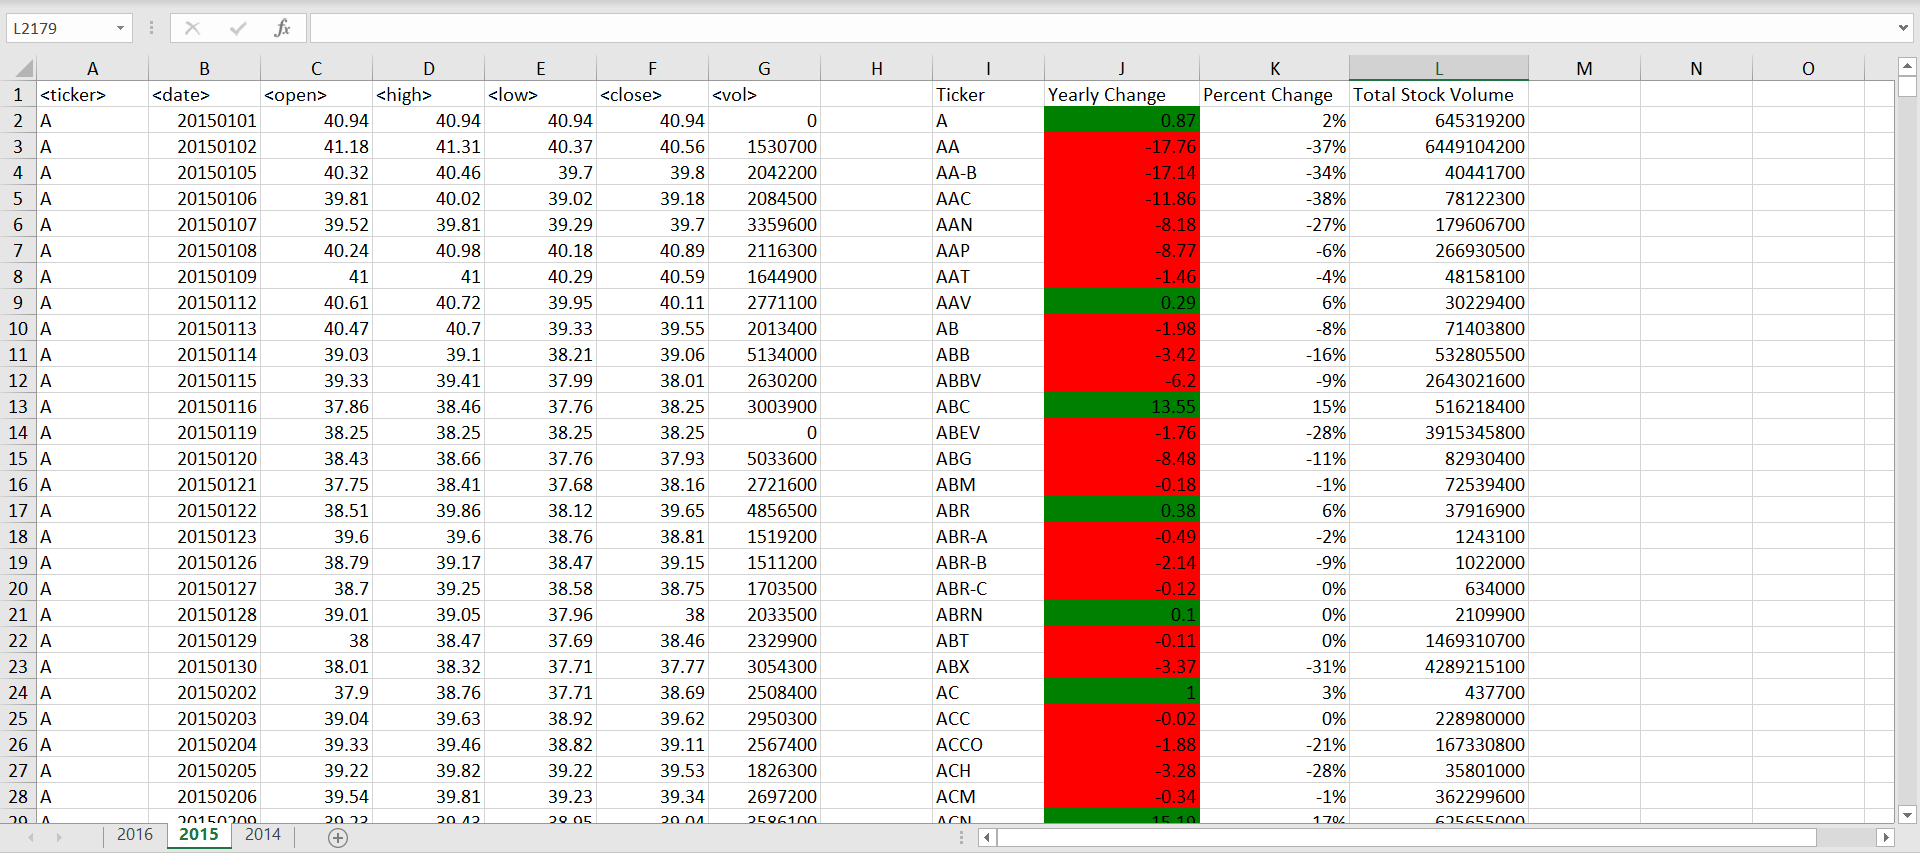 L2179 fx
A B C D E F G H I J K L M N O
1 <ticker> <date> <open> <high> <low> <close> <vol> Ticker Yearly Change Percent Change Total Stock Volume
2 A 20150101 40.94 40.94 40.94 40.94 0 A 0.87 2% 645319200
3 A 20150102 41.18 41.31 40.37 40.56 1530700 AA -17.76 -37% 6449104200
4 A 20150105 40.32 40.46 39.7 39.8 2042200 AA-B -17.14 -34% 40441700
5 A 20150106 39.81 40.02 39.02 39.18 2084500 AAC -11.86 -38% 78122300
6 A 20150107 39.52 39.81 39.29 39.7 3359600 AAN -8.18 -27% 179606700
7 A 20150108 40.24 40.98 40.18 40.89 2116300 AAP -8.77 -6% 266930500
8 A 20150109 41 41 40.29 40.59 1644900 AAT -1.46 -4% 48158100
9 A 20150112 40.61 40.72 39.95 40.11 2771100 AAV 0.29 6% 30229400
10 A 20150113 40.47 40.7 39.33 39.55 2013400 AB -1.98 -8% 71403800
11 A 20150114 39.03 39.1 38.21 39.06 5134000 ABB -3.42 -16% 532805500
12 A 20150115 39.33 39.41 37.99 38.01 2630200 ABBV -6.2 -9% 2643021600
13 A 20150116 37.86 38.46 37.76 38.25 3003900 ABC 13.55 15% 516218400
14 A 20150119 38.25 38.25 38.25 38.25 0 ABEV -1.76 -28% 3915345800
15 A 20150120 38.43 38.66 37.76 37.93 5033600 ABG -8.48 -11% 82930400
16 A 20150121 37.75 38.41 37.68 38.16 2721600 ABM -0.18 -1% 72539400
17 A 20150122 38.51 39.86 38.12 39.65 4856500 ABR 0.38 6% 37916900
18 A 20150123 39.6 39.6 38.76 38.81 1519200 ABR-A -0.49 -2% 1243100
19 A 20150126 38.79 39.17 38.47 39.15 1511200 ABR-B -2.14 -9% 1022000
20 A 20150127 38.7 39.25 38.58 38.75 1703500 ABR-C -0.12 0% 634000
21 A 20150128 39.01 39.05 37.96 38 2033500 ABRN 0.1 0% 2109900
22 A 20150129 38 38.47 37.69 38.46 2329900 ABT -0.11 0% 1469310700
23 A 20150130 38.01 38.32 37.71 37.77 3054300 ABX -3.37 -31% 4289215100
24 A 20150202 37.9 38.76 37.71 38.69 2508400 AC 1 3% 437700
25 A 20150203 39.04 39.63 38.92 39.62 2950300 ACC -0.02 0% 228980000
26 A 20150204 39.33 39.46 38.82 39.11 2567400 ACCO -1.88 -21% 167330800
27 A 20150205 39.22 39.82 39.22 39.53 1826300 ACH -3.28 -28% 35801000
28 A 20150206 39.54 39.81 39.23 39.34 2697200 ACM -0.34 -1% 362299600
29 A 20150209 39.23 39.43 38.95 39.04 3586100 ACN 15.19 17% 625655000
2016 2015 2014